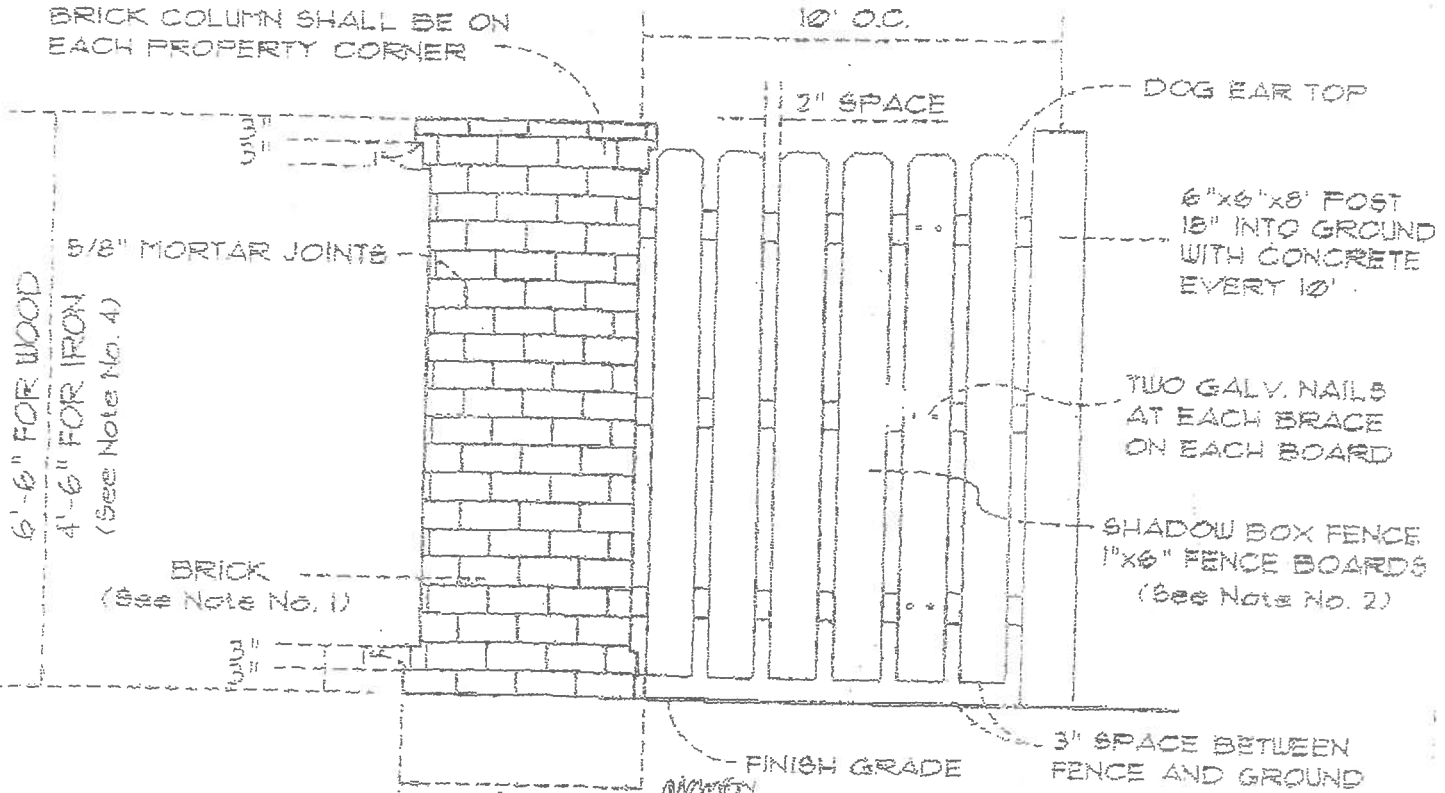 BRICK COLUMN SHALL BE ON
EACH PROPERTY CORNER
10' O.C.
2" SPACE
DOG EAR TOP
3"
3"
6"x6"x8' POST
18" INTO GROUND
WITH CONCRETE
EVERY 10'
5/8" MORTAR JOINTS
6'-6" FOR WOOD
4'-6" FOR IRON
(See Note No. 4)
TWO GALV. NAILS
AT EACH BRACE
ON EACH BOARD
SHADOW BOX FENCE
1"x6" FENCE BOARDS
(See Note No. 2)
BRICK
(See Note No. 1)
3"
3"
FINISH GRADE
3" SPACE BETWEEN
FENCE AND GROUND